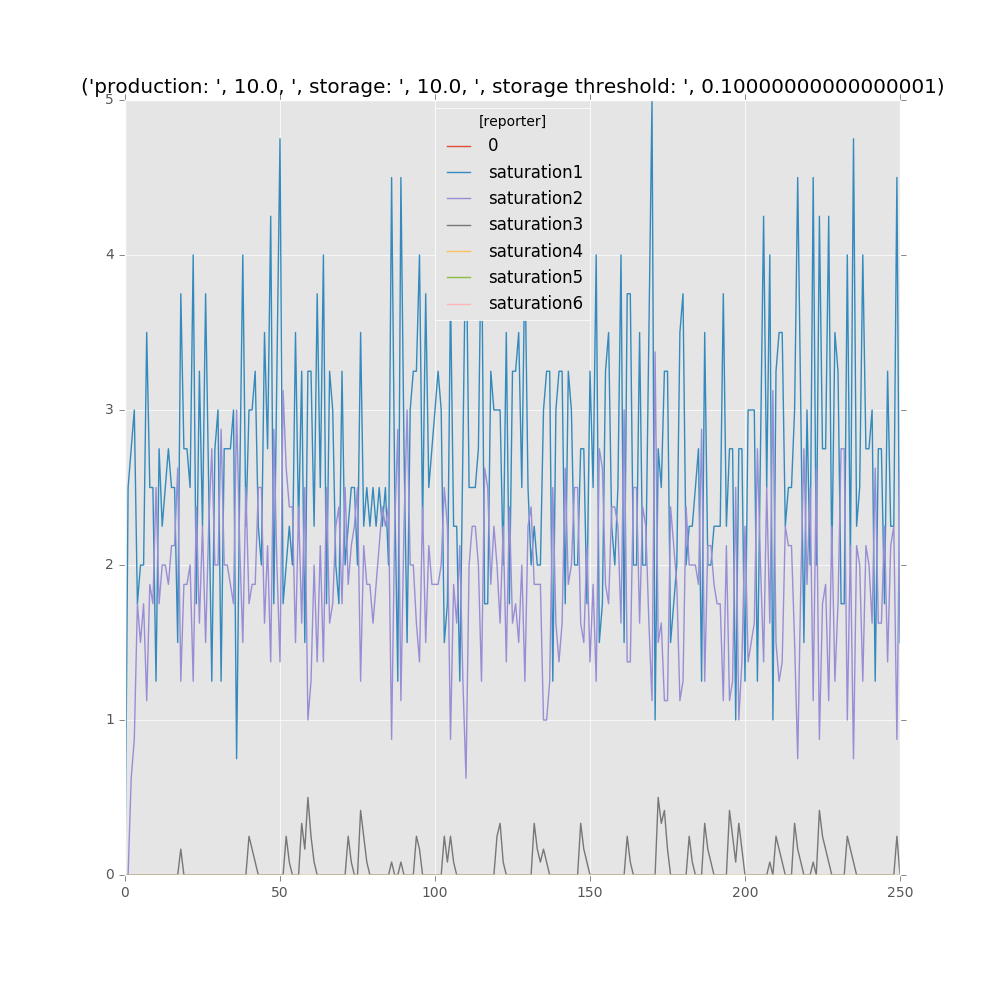 ('production: ', 10.0, ', storage: ', 10.0, ', storage threshold: ', 0.10000000000000001)
[reporter]
0
saturation1
saturation2
saturation3
saturation4
saturation5
saturation6
5
4
3
2
1
0
0 50 100 150 200 250